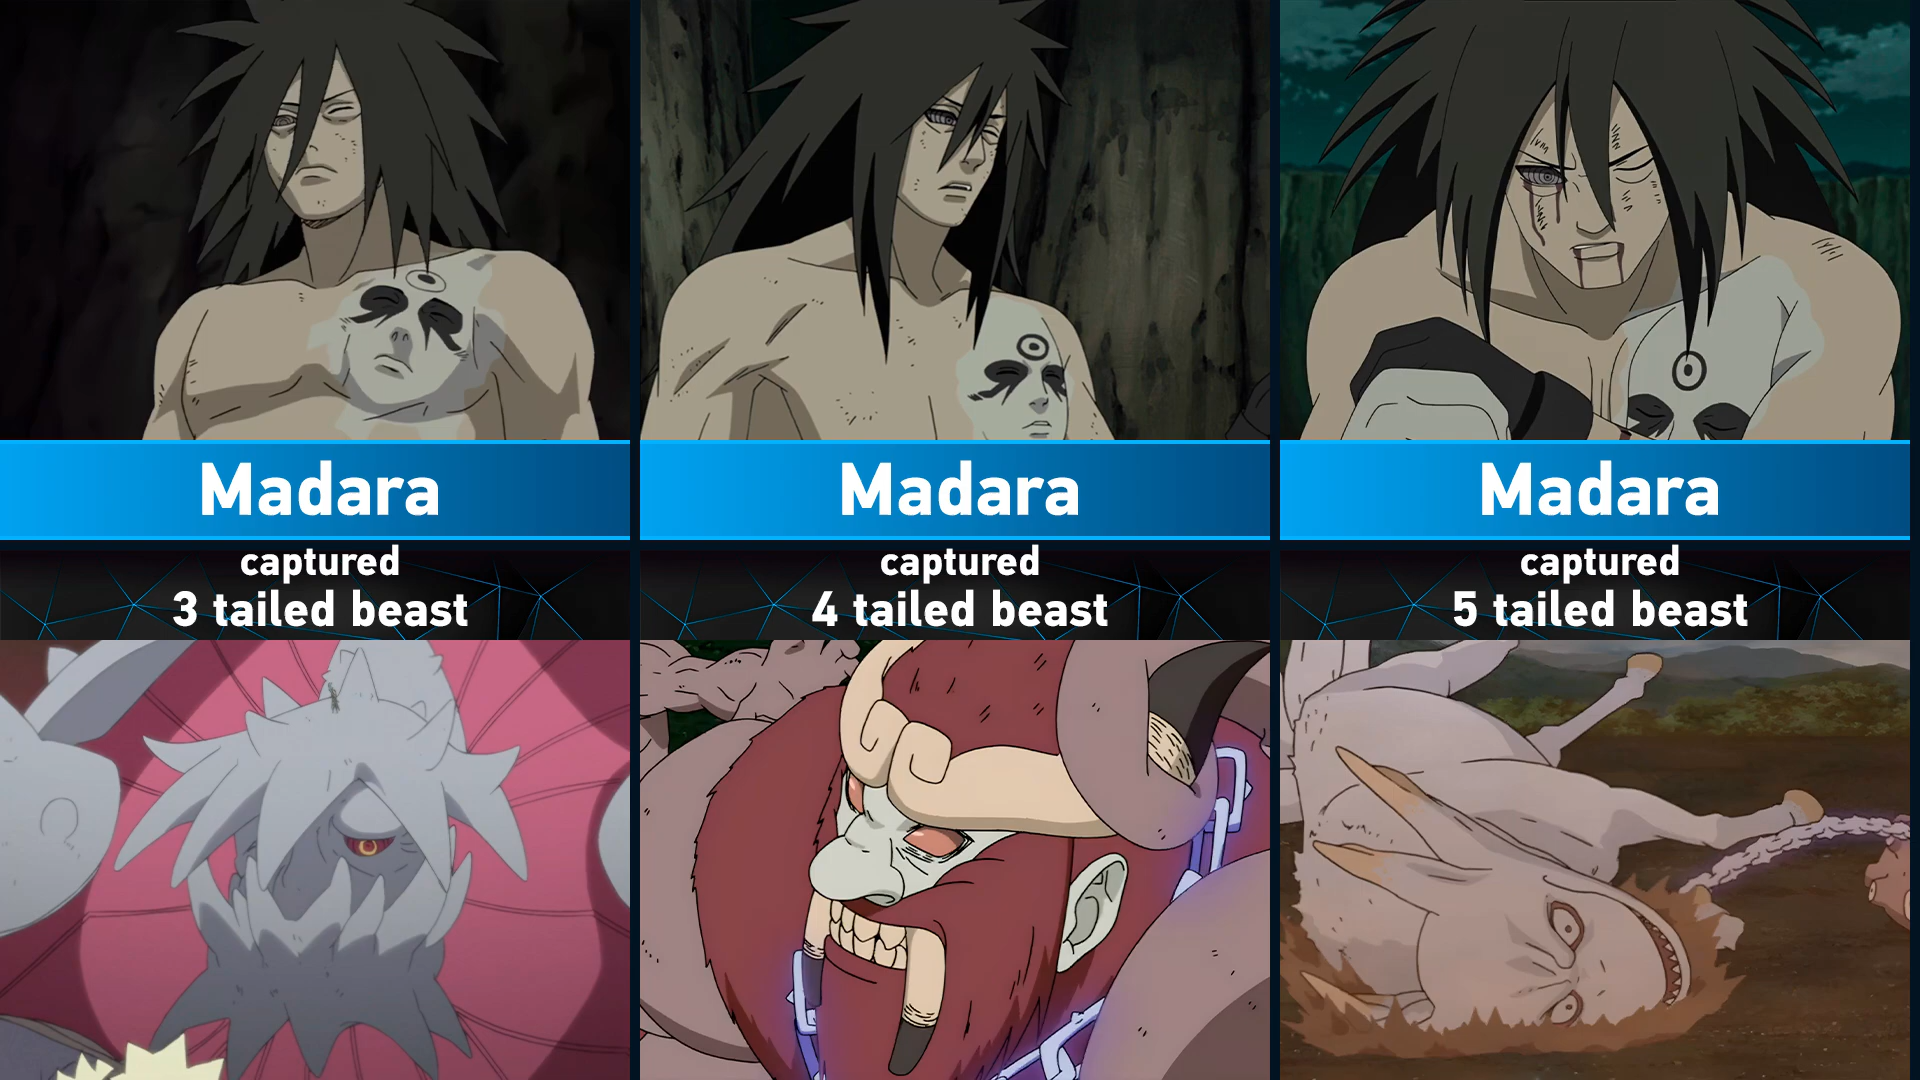 Madara
captured
3 tailed beast
Madara
captured
4 tailed beast
Madara
captured
5 tailed beast